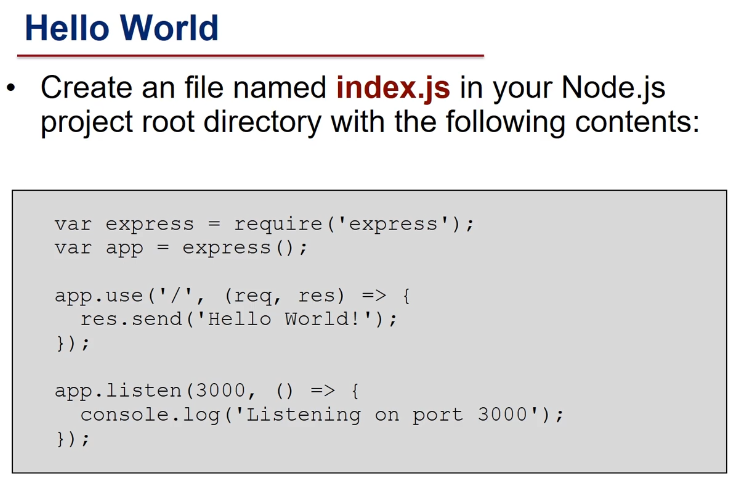 Hello World
• Create an file named index.js in your Node.js
project root directory with the following contents:
var express = require('express');
var app = express();
app.use('/', (req, res) => {
  res.send('Hello World!');
});
app.listen(3000, () => {
  console.log('Listening on port 3000');
});